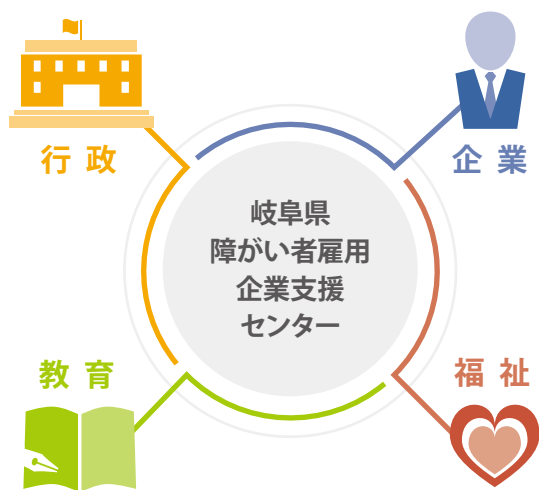 行政
企業
岐阜県
障がい者雇用
企業支援
センター
教育
福祉